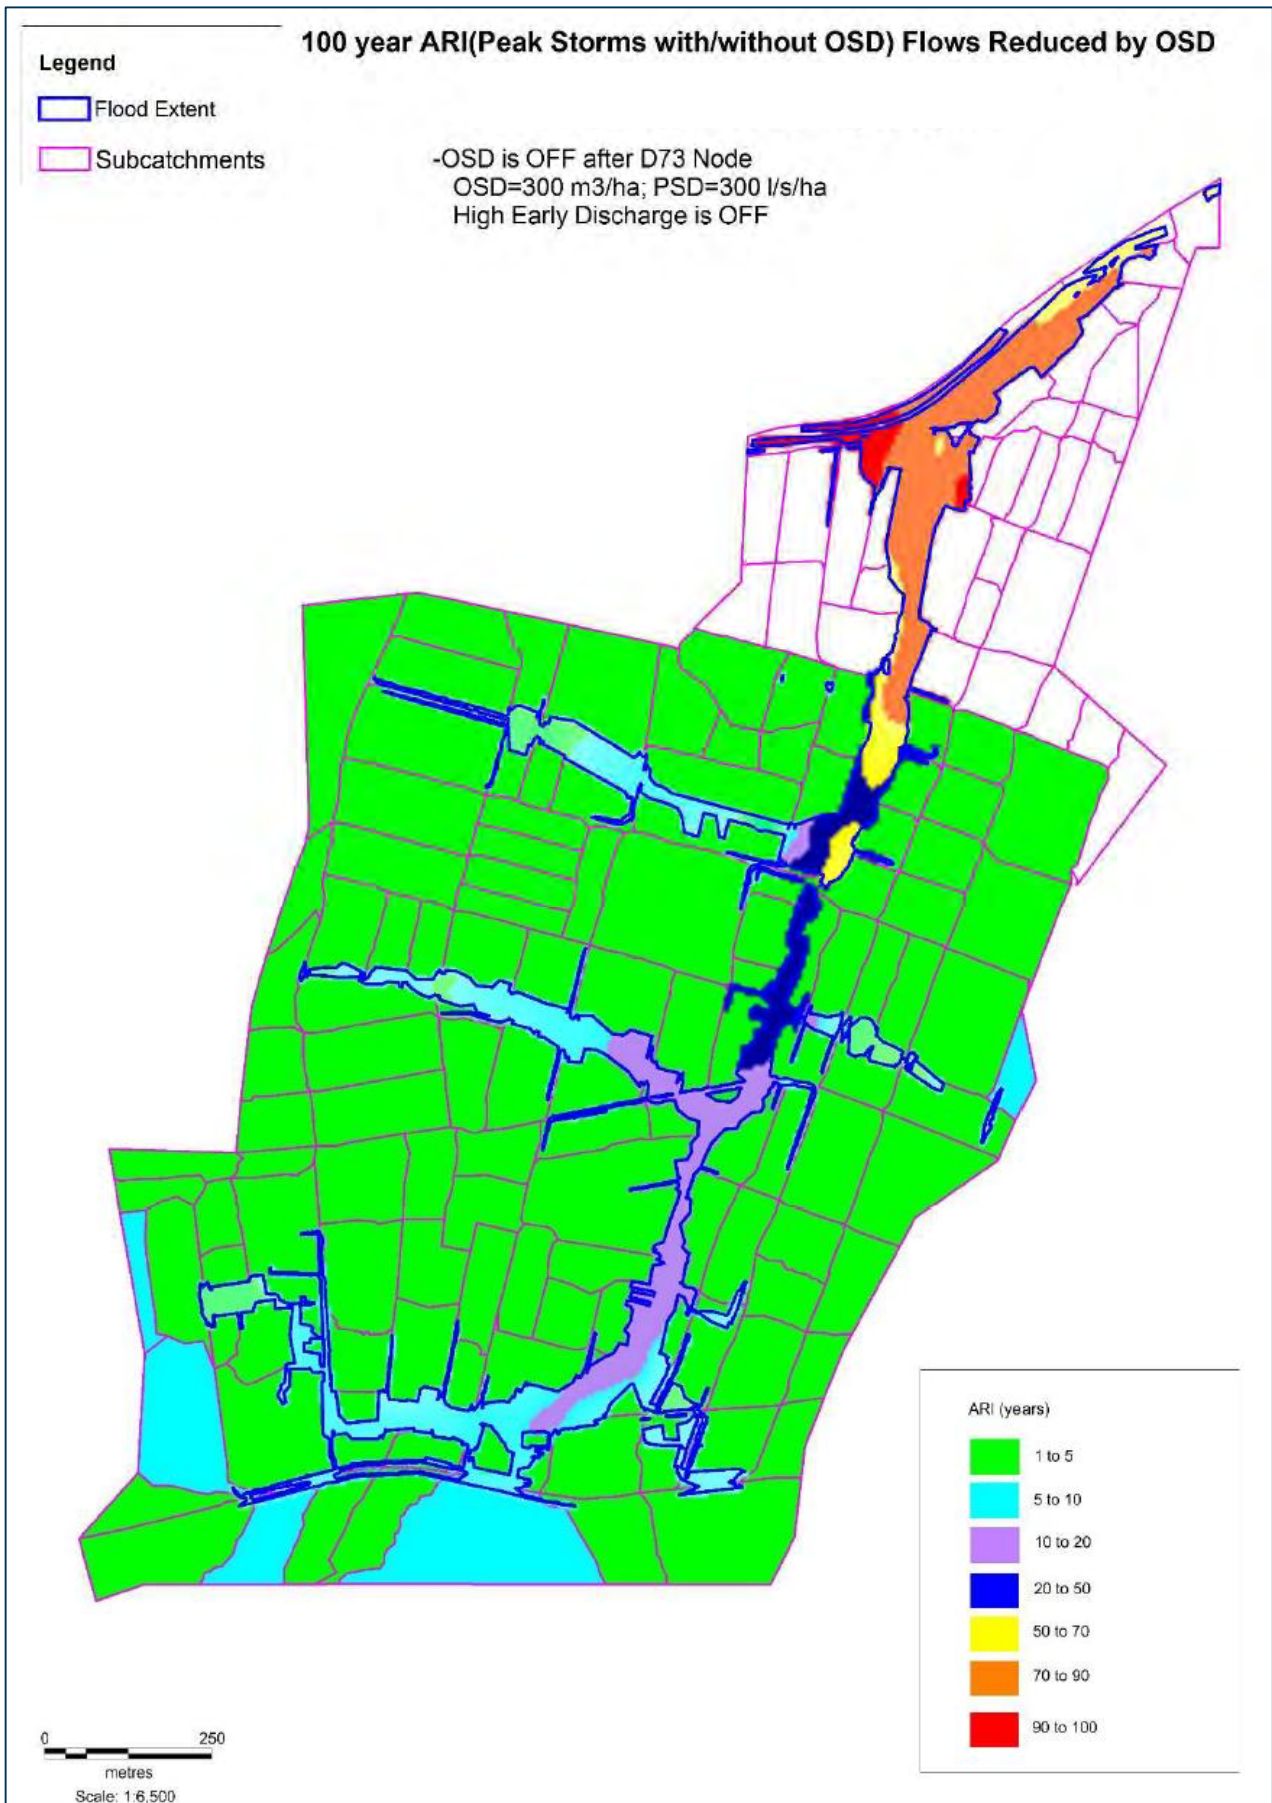 100 year ARI(Peak Storms with/without OSD) Flows Reduced by OSD
Legend
Flood Extent
Subcatchments
-OSD is OFF after D73 Node
OSD=300 m3/ha; PSD=300 l/s/ha
High Early Discharge is OFF
ARI (years)
1 to 5
5 to 10
10 to 20
20 to 50
50 to 70
70 to 90
90 to 100
0 250
metres
Scale: 1:6,500